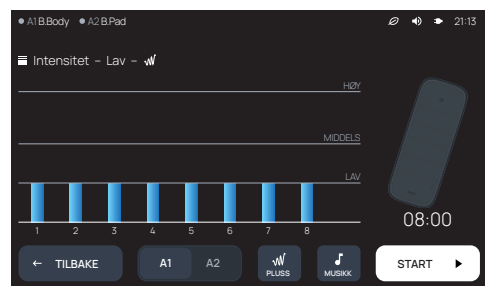 A1 B.Body A2 B.Pad 21:13
Intensitet – Lav –
HØY
MIDDELS
LAV
1 2 3 4 5 6 7 8
08:00
← TILBAKE A1 A2 PLUSS MUSIKK START